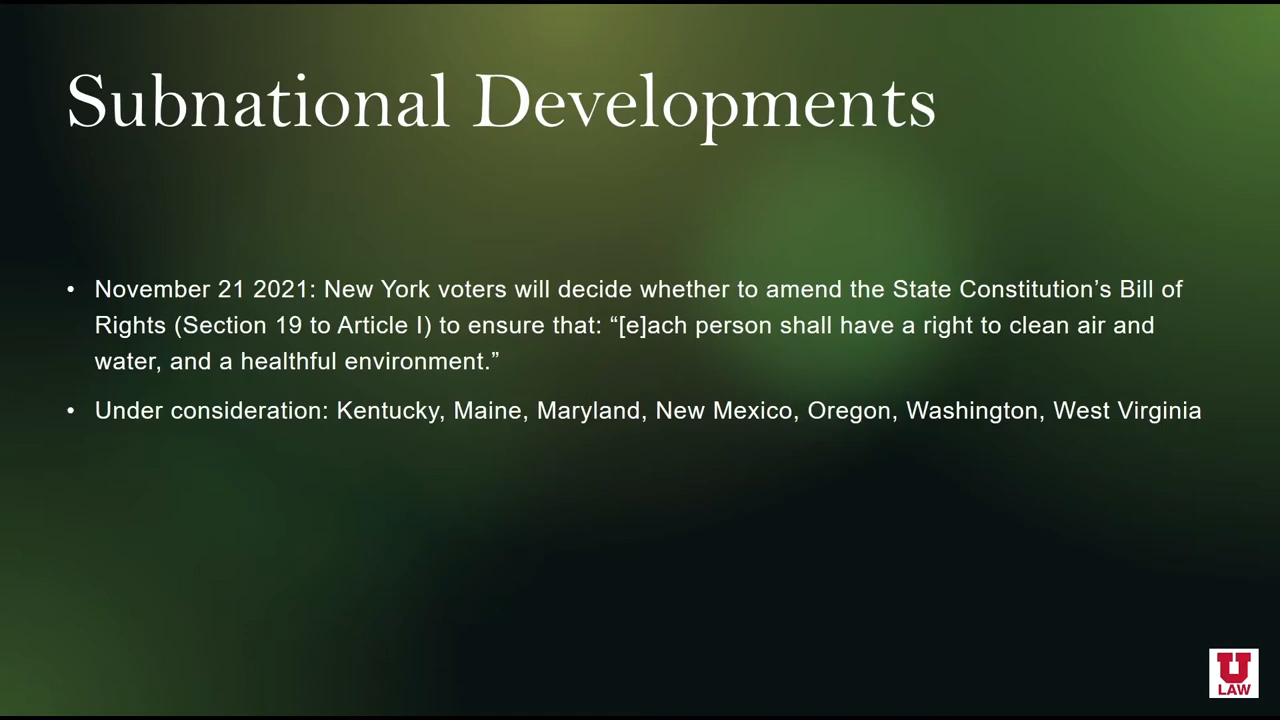 Subnational Developments
• November 21 2021: New York voters will decide whether to amend the State Constitution’s Bill of
Rights (Section 19 to Article I) to ensure that: “[e]ach person shall have a right to clean air and
water, and a healthful environment.”
• Under consideration: Kentucky, Maine, Maryland, New Mexico, Oregon, Washington, West Virginia
U
LAW